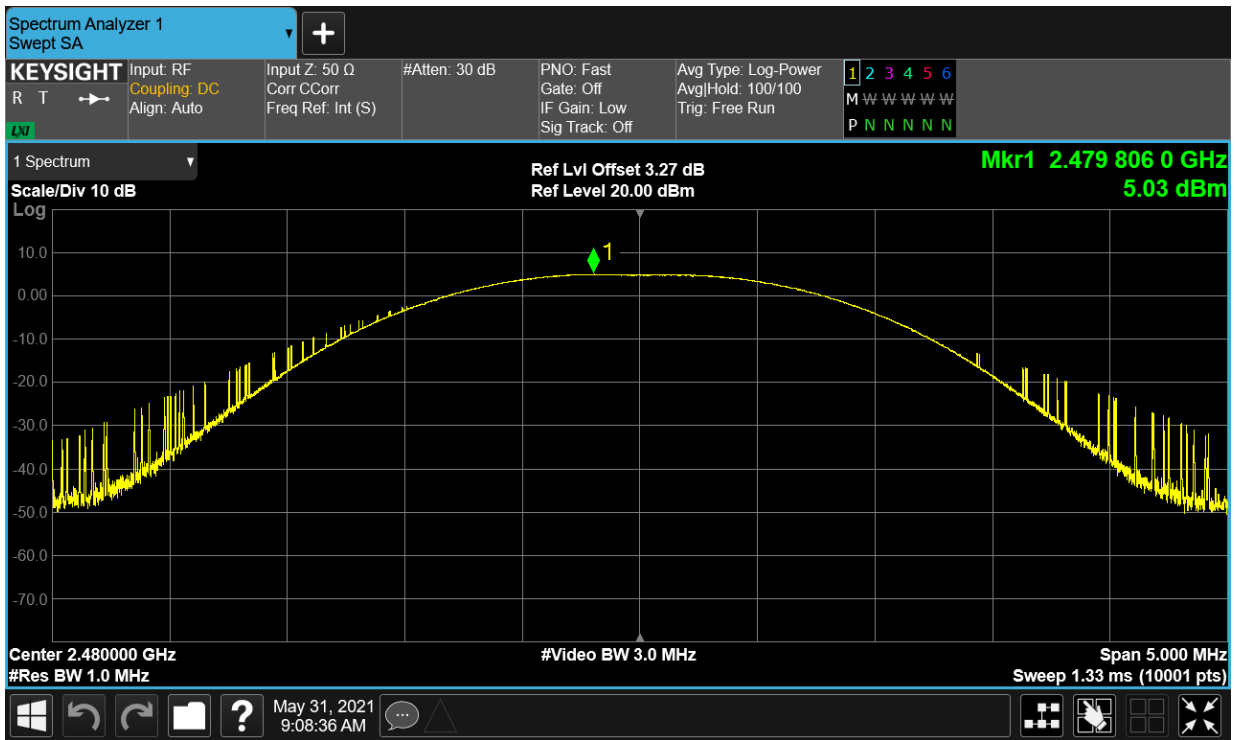 Spectrum Analyzer 1
Swept SA
+
KEYSIGHT
R T
LXI
Input: RF
Coupling: DC
Align: Auto
Input Z: 50 Ω
Corr CCorr
Freq Ref: Int (S)
#Atten: 30 dB
PNO: Fast
Gate: Off
IF Gain: Low
Sig Track: Off
Avg Type: Log-Power
Avg|Hold: 100/100
Trig: Free Run
1 2 3 4 5 6
M W W W W W
P N N N N N
1 Spectrum
Scale/Div 10 dB
Log
Ref Lvl Offset 3.27 dB
Ref Level 20.00 dBm
Mkr1 2.479 806 0 GHz
5.03 dBm
1
10.0
0.00
-10.0
-20.0
-30.0
-40.0
-50.0
-60.0
-70.0
Center 2.480000 GHz
#Res BW 1.0 MHz
#Video BW 3.0 MHz
Span 5.000 MHz
Sweep 1.33 ms (10001 pts)
?
May 31, 2021
9:08:36 AM